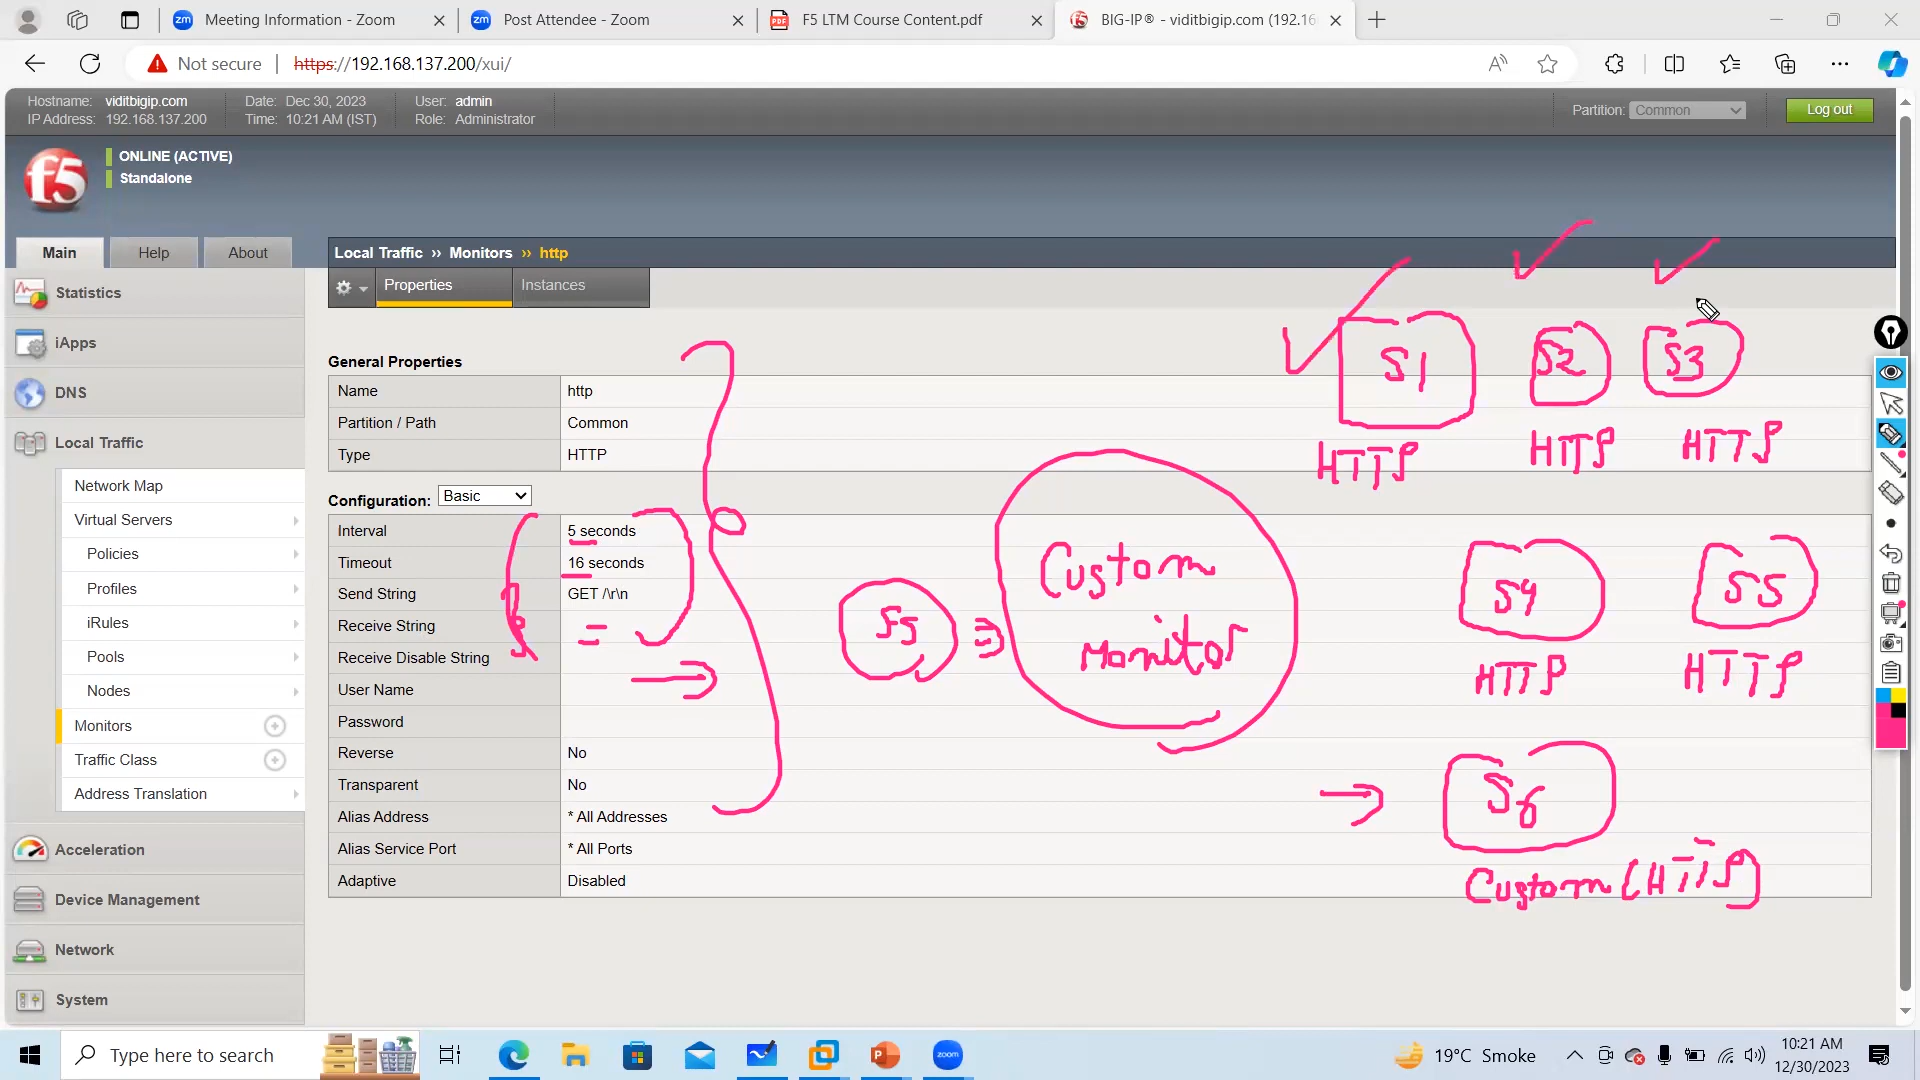 Meeting Information - Zoom
Post Attendee - Zoom
F5 LTM Course Content.pdf
BIG-IP® - viditbigip.com (192.16
Not secure
https://192.168.137.200/xui/
Hostname: viditbigip.com
IP Address: 192.168.137.200
Date: Dec 30, 2023
Time: 10:21 AM (IST)
User: admin
Role: Administrator
Partition: Common
Log out
f5
ONLINE (ACTIVE)
Standalone
Main
Help
About
Local Traffic ›› Monitors ›› http
Properties
Instances
Statistics
iApps
DNS
Local Traffic
Network Map
Virtual Servers
Policies
Profiles
iRules
Pools
Nodes
Monitors
Traffic Class
Address Translation
Acceleration
Device Management
Network
System
General Properties
Name http
Partition / Path Common
Type HTTP
Configuration: Basic
Interval 5 seconds
Timeout 16 seconds
Send String GET /\r\n
Receive String
Receive Disable String
User Name
Password
Reverse No
Transparent No
Alias Address * All Addresses
Alias Service Port * All Ports
Adaptive Disabled
S1
S2
S3
HTTP
HTTP
HTTP
F5
Custom
Monitor
S4
S5
HTTP
HTTP
S6
Custom (HTTP)
Type here to search
zoom
19°C Smoke
10:21 AM
12/30/2023